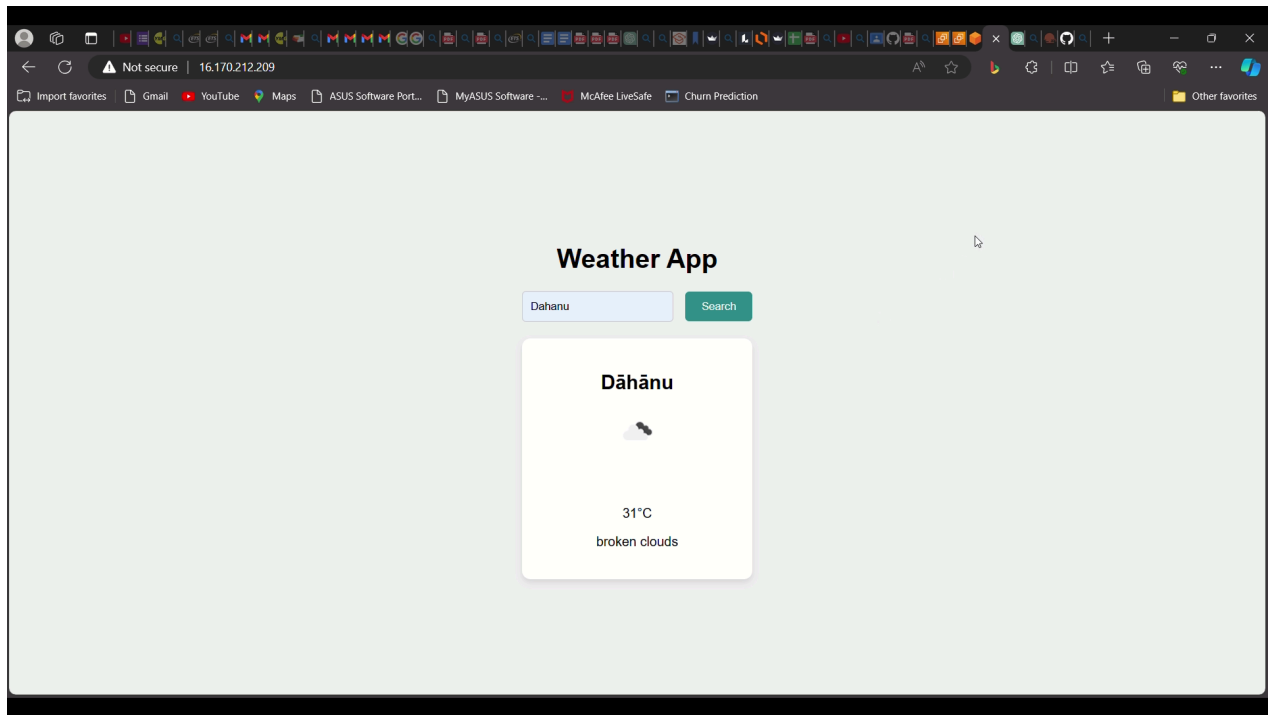 Not secure | 16.170.212.209
Import favorites Gmail YouTube Maps ASUS Software Port... MyASUS Software -... McAfee LiveSafe Churn Prediction Other favorites
Weather App
Dahanu Search
Dāhānu
31°C
broken clouds